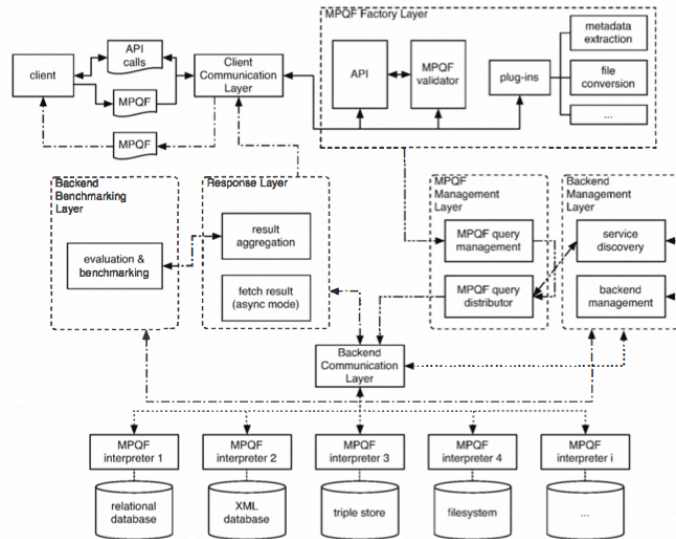 MPQF Factory Layer
client
API
calls
MPQF
MPQF
Client
Communication
Layer
API
MPQF
validator
plug-ins
metadata
extraction
file
conversion
...
Backend
Benchmarking
Layer
evaluation &
benchmarking
Response Layer
result
aggregation
fetch result
(async mode)
MPQF
Management
Layer
MPQF query
management
MPQF query
distributor
Backend
Management
Layer
service
discovery
backend
management
Backend
Communication
Layer
MPQF
interpreter 1
MPQF
interpreter 2
MPQF
interpreter 3
MPQF
interpreter 4
MPQF
interpreter i
relational
database
XML
database
triple store
filesystem
...